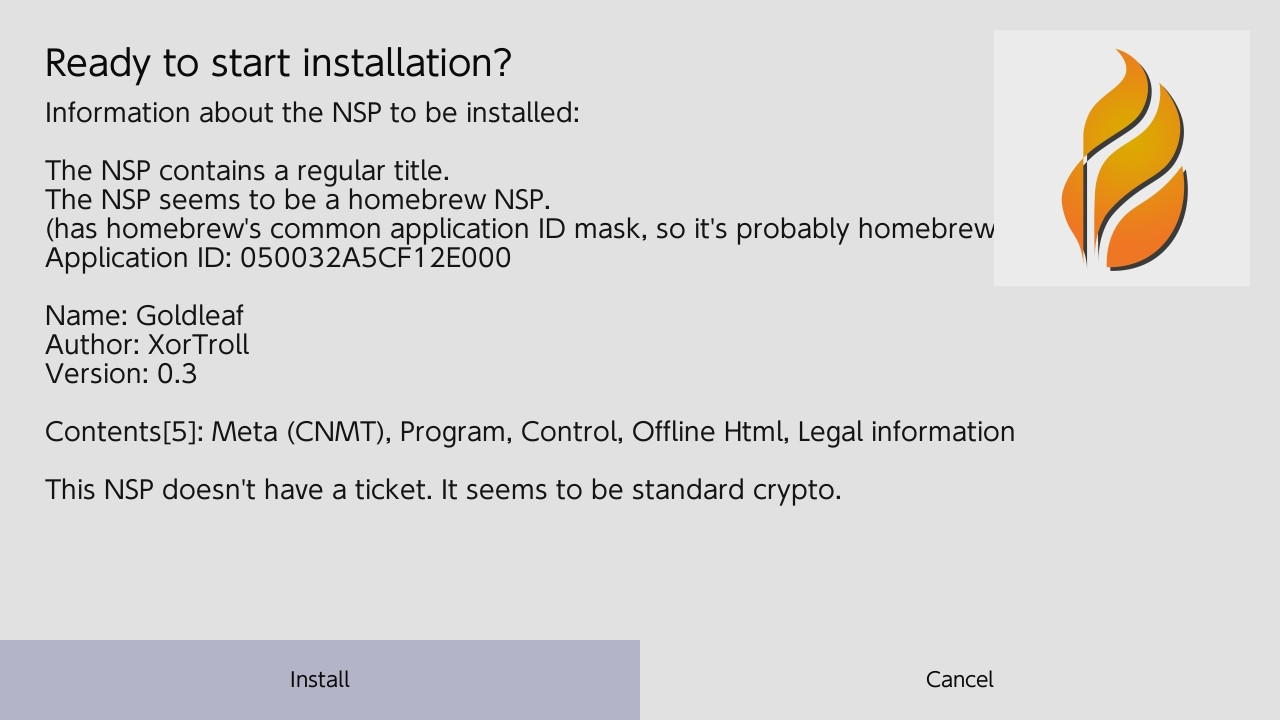 Ready to start installation?
Information about the NSP to be installed:
The NSP contains a regular title.
The NSP seems to be a homebrew NSP.
(has homebrew's common application ID mask, so it's probably homebrew
Application ID: 050032A5CF12E000
Name: Goldleaf
Author: XorTroll
Version: 0.3
Contents[5]: Meta (CNMT), Program, Control, Offline Html, Legal information
This NSP doesn't have a ticket. It seems to be standard crypto.
Install
Cancel